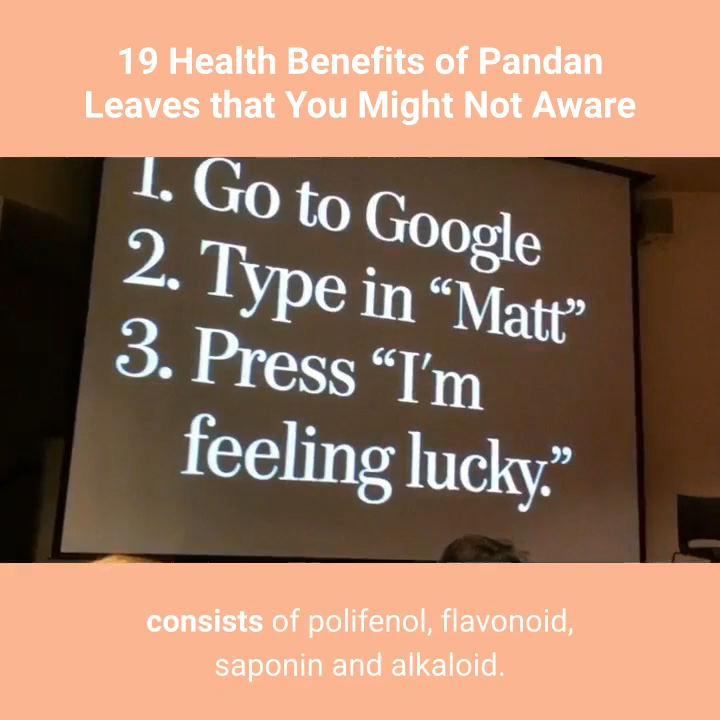 19 Health Benefits of Pandan
Leaves that You Might Not Aware
1. Go to Google
2. Type in “Matt”
3. Press “I'm
feeling lucky.”
consists of polifenol, flavonoid,
saponin and alkaloid.